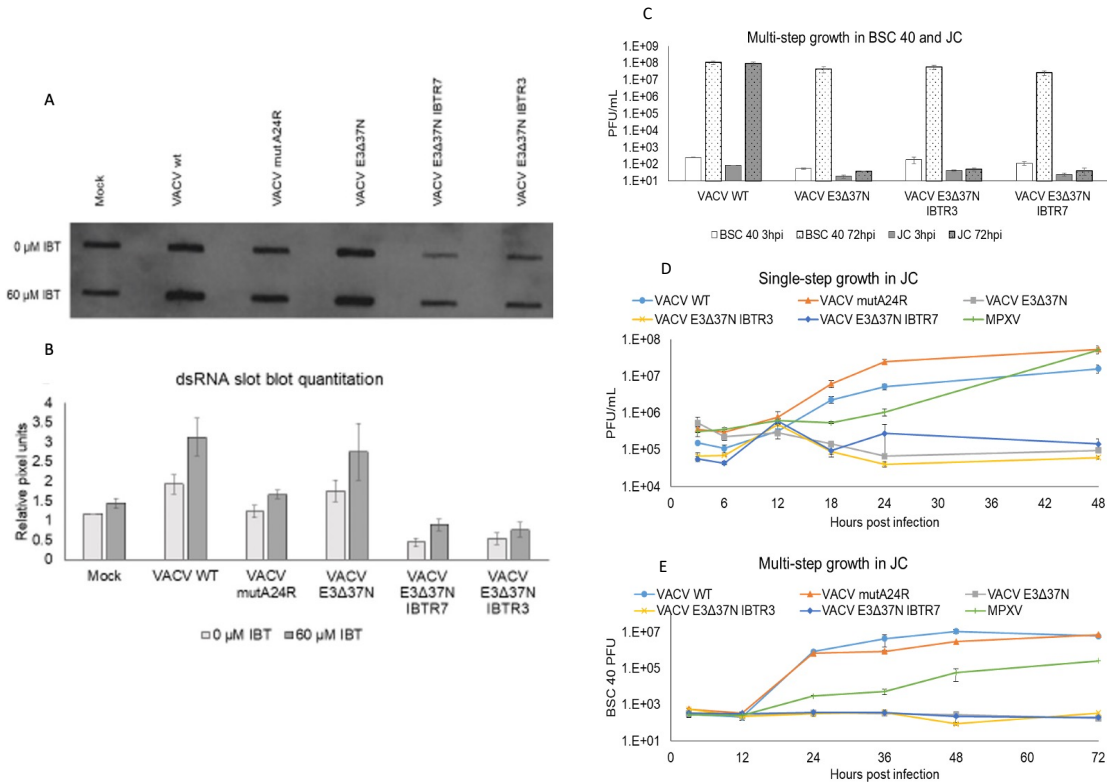 A
Mock
VACV wt
VACV mut A24R
VACV E3Δ37N
VACV E3Δ37N IBTR7
VACV E3Δ37N IBTR3
0 µM IBT
60 µM IBT
B
dsRNA slot blot quantitation
Relative pixel units
4
3.5
3
2.5
2
1.5
1
0.5
0
Mock
VACV WT
VACV
mutA24R
VACV
E3Δ37N
VACV
E3Δ37N
IBTR7
VACV
E3Δ37N
IBTR3
0 µM IBT
60 µM IBT
C
Multi-step growth in BSC 40 and JC
PFU/mL
1.E+09
1.E+08
1.E+07
1.E+06
1.E+05
1.E+04
1.E+03
1.E+02
1.E+01
VACV WT
VACV E3Δ37N
VACV E3Δ37N
IBTR3
VACV E3Δ37N
IBTR7
BSC 40 3hpi
BSC 40 72hpi
JC 3hpi
JC 72hpi
D
Single-step growth in JC
VACV WT
VACV mutA24R
VACV E3Δ37N
VACV E3Δ37N IBTR3
VACV E3Δ37N IBTR7
MPXV
PFU/mL
1.E+08
1.E+07
1.E+06
1.E+05
1.E+04
0 6 12 18 24 30 36 42 48
Hours post infection
E
Multi-step growth in JC
VACV WT
VACV mutA24R
VACV E3Δ37N
VACV E3Δ37N IBTR3
VACV E3Δ37N IBTR7
MPXV
BSC 40 PFU
1.E+07
1.E+05
1.E+03
1.E+01
0 12 24 36 48 60 72
Hours post infection